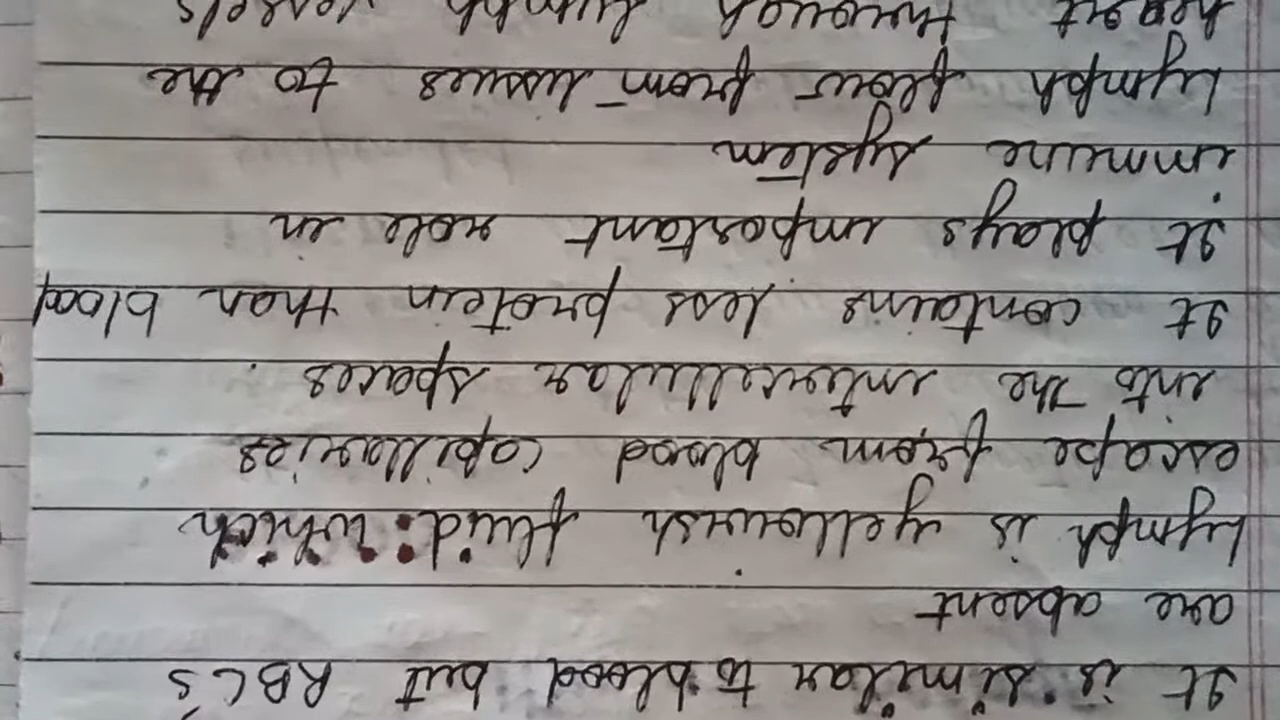 It is similar to blood but RBC's
are absent
Lymph is yellowish fluid which
escape from blood capillaries
into the intercellular spaces.
It contains less protein than blood
It plays important role in
immune system
Lymph flow from tissues to the
heart through lymph vessels